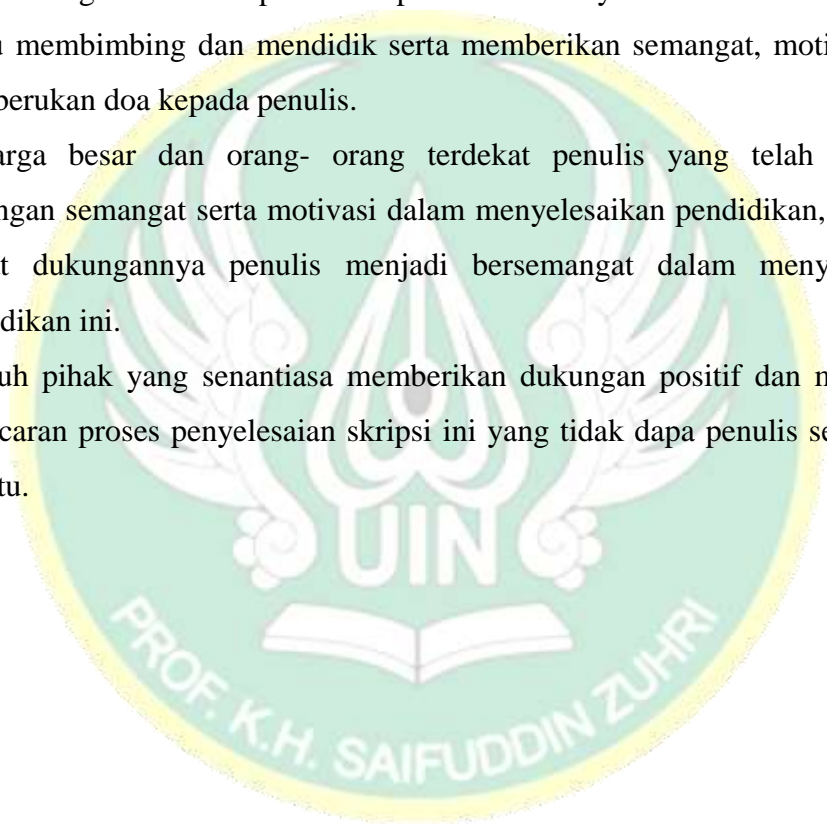 u membimbing dan mendidik serta memberikan semangat, moti
berukan doa kepada penulis.
arga besar dan orang- orang terdekat penulis yang telah
ngan semangat serta motivasi dalam menyelesaikan pendidikan,
t dukungannya penulis menjadi bersemangat dalam meny
dikan ini.
uh pihak yang senantiasa memberikan dukungan positif dan m
caran proses penyelesaian skripsi ini yang tidak dapa penulis se
tu.
UIN
PROF. K.H. SAIFUDDIN ZUHRI